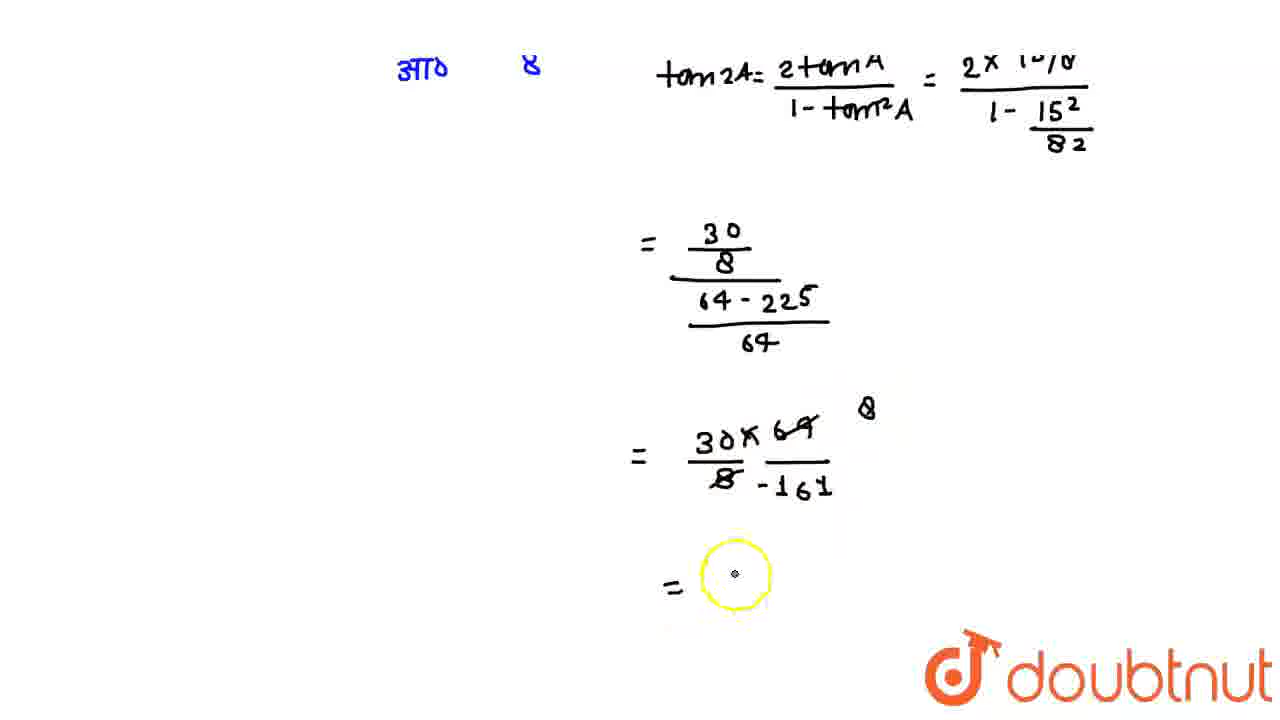 आ० 8 tan2A = 2tanA / 1 - tan²A = 2 × 15/8 / 1 - 15² / 8²
= 30 / 8 / 64 - 225 / 64
= 30 / 8 × 64 / -161 8
=
doubtnut